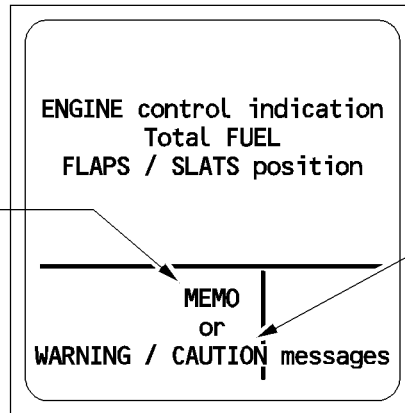 ENGINE control indication
Total FUEL
FLAPS / SLATS position
MEMO
or
WARNING / CAUTION messages